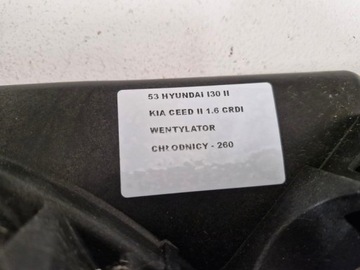 53 HYUNDAI I30 II
KIA CEED II 1.6 CRDI
WENTYLATOR
CHŁODNICY - 260